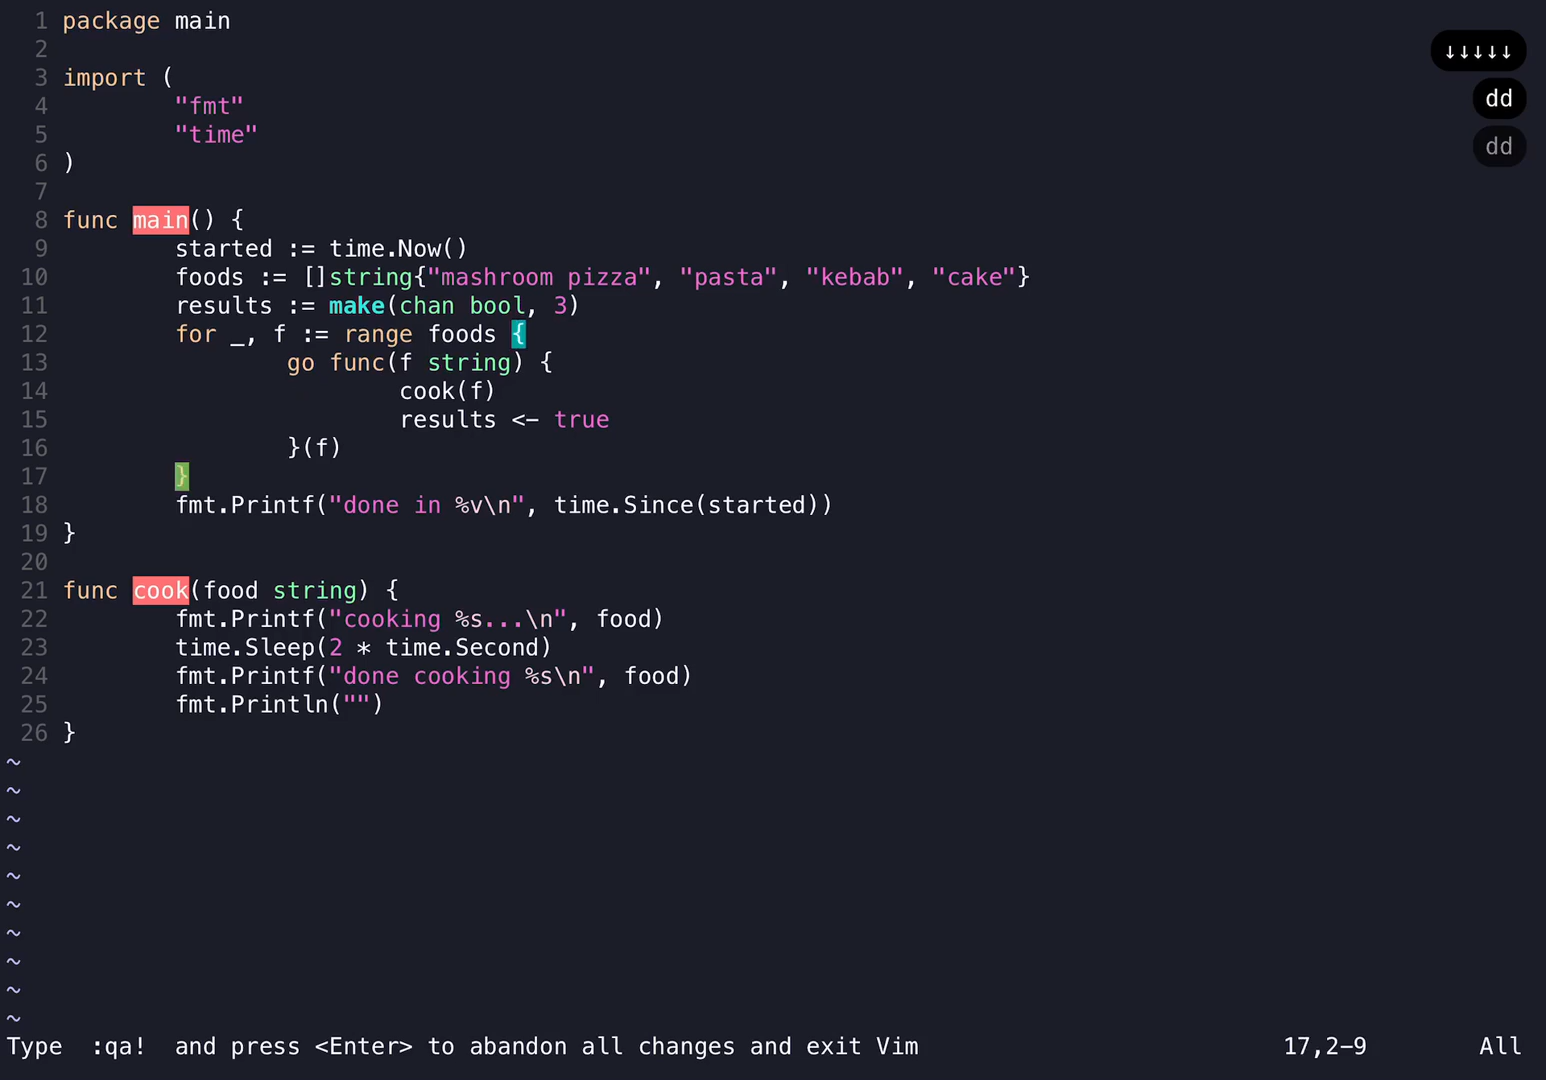 1 package main
2
3 import (
4 "fmt"
5 "time"
6 )
7
8 func main() {
9 started := time.Now()
10 foods := []string{"mashroom pizza", "pasta", "kebab", "cake"}
11 results := make(chan bool, 3)
12 for _, f := range foods {
13 go func(f string) {
14 cook(f)
15 results <- true
16 }(f)
17 }
18 fmt.Printf("done in %v\n", time.Since(started))
19 }
20
21 func cook(food string) {
22 fmt.Printf("cooking %s...\n", food)
23 time.Sleep(2 * time.Second)
24 fmt.Printf("done cooking %s\n", food)
25 fmt.Println("")
26 }
~
~
~
~
~
~
~
~
~
~
Type :qa! and press <Enter> to abandon all changes and exit Vim 17,2-9 All
↓↓↓↓↓
dd
dd